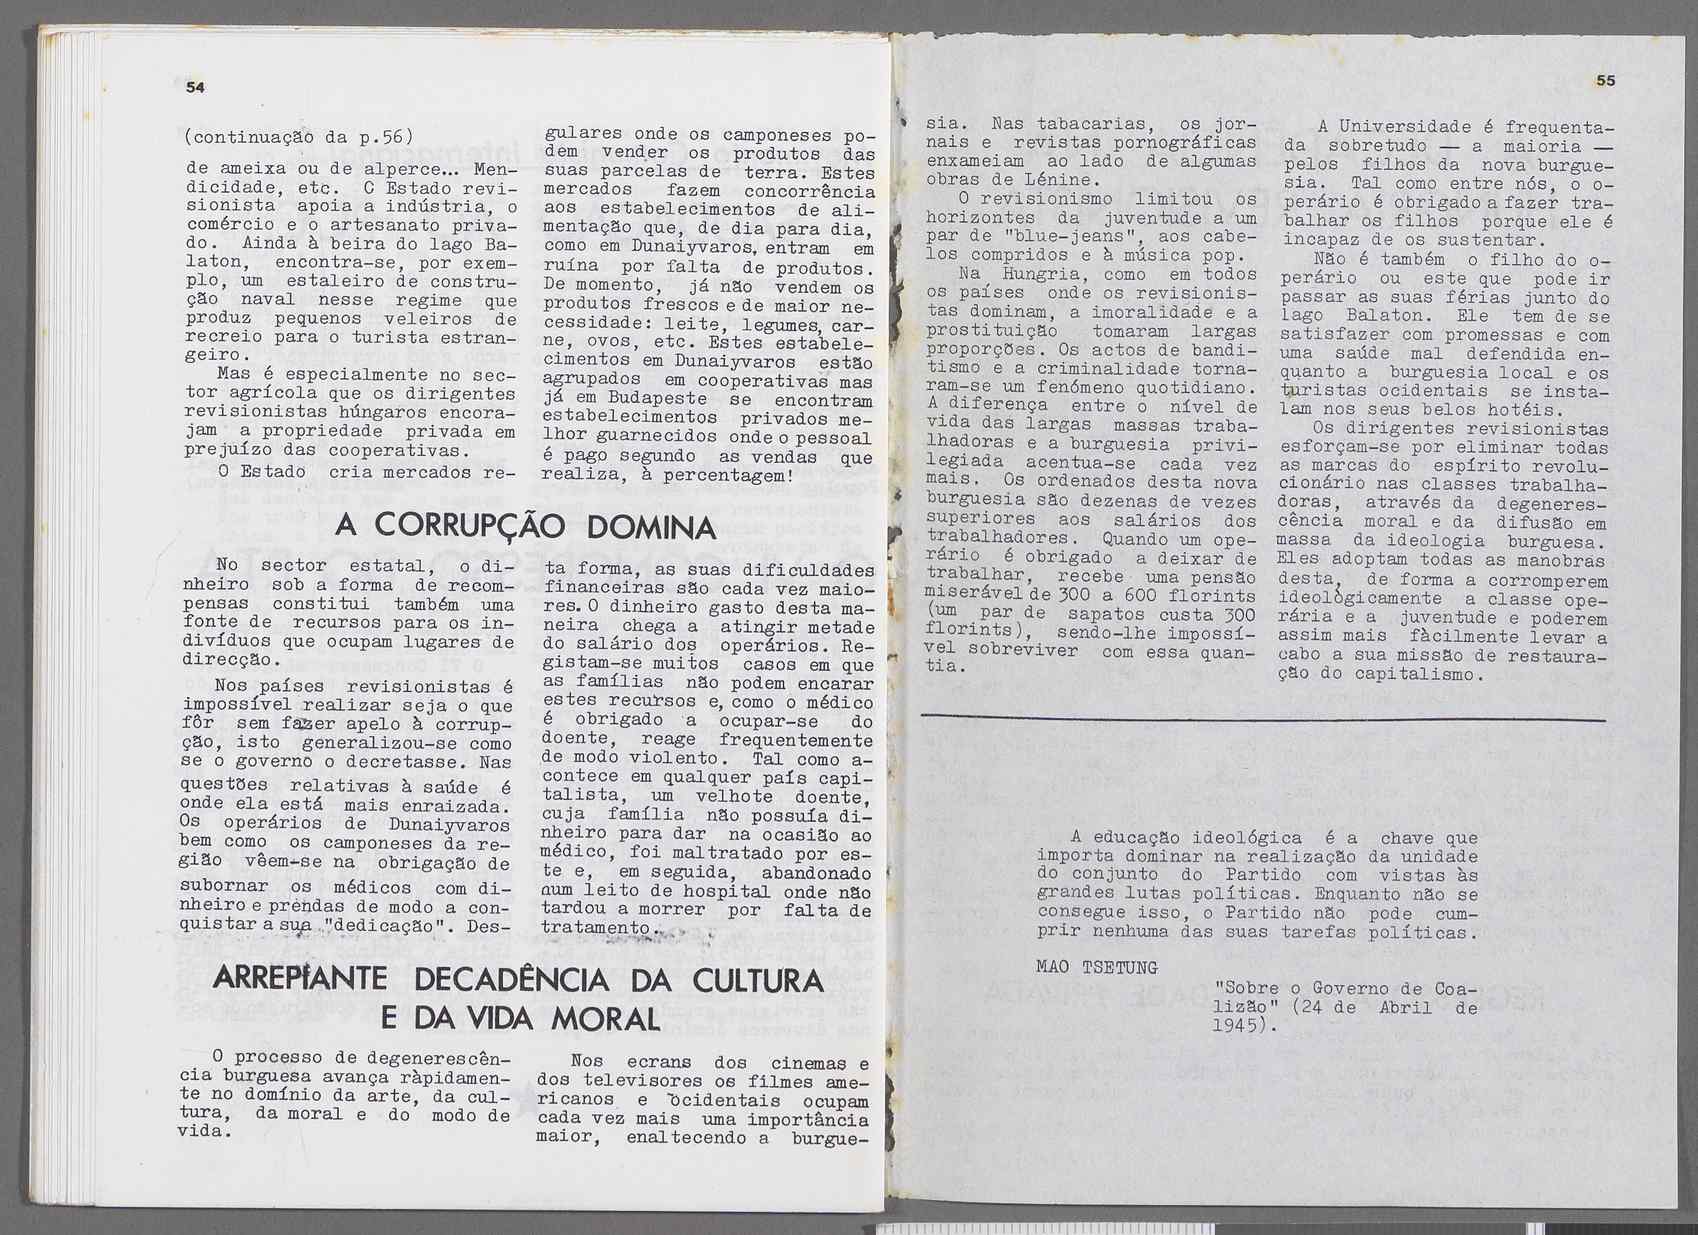 54
(continuação da p.56)
de ameixa ou de alperce... Men-
dicidade, etc. O Estado revi-
sionista apoia a indústria, o
comércio e o artesanato priva-
do. Ainda à beira do lago Ba-
laton, encontra-se, por exem-
plo, um estaleiro de constru-
ção naval nesse regime que
produz pequenos veleiros de
recreio para o turista estran-
geiro.
Mas é especialmente no sec-
tor agrícola que os dirigentes
revisionistas húngaros encora-
jam a propriedade privada em
prejuízo das cooperativas.
O Estado cria mercados re-
gulares onde os camponeses po-
dem vender os produtos das
suas parcelas de terra. Estes
mercados fazem concorrência
aos estabelecimentos de ali-
mentação que, de dia para dia,
como em Dunaiyvaros, entram em
ruína por falta de produtos.
De momento, já não vendem os
produtos frescos e de maior ne-
cessidade: leite, legumes, car-
ne, ovos, etc. Estes estabele-
cimentos em Dunaiyvaros estão
agrupados em cooperativas mas
já em Budapeste se encontram
estabelecimentos privados me-
lhor guarnecidos onde o pessoal
é pago segundo as vendas que
realiza, à percentagem!
A CORRUPÇÃO DOMINA
No sector estatal, o di-
nheiro sob a forma de recom-
pensas constitui também uma
fonte de recursos para os in-
divíduos que ocupam lugares de
direcção.
Nos países revisionistas é
impossível realizar seja o que
fôr sem fazer apelo à corrup-
ção, isto generalizou-se como
se o governo o decretasse. Nas
questões relativas à saúde é
onde ela está mais enraizada.
Os operários de Dunaiyvaros
bem como os camponeses da re-
gião vêem-se na obrigação de
subornar os médicos com di-
nheiro e prendas de modo a con-
quistar a sua "dedicação". Des-
ta forma, as suas dificuldades
financeiras são cada vez maio-
res. O dinheiro gasto desta ma-
neira chega a atingir metade
do salário dos operários. Re-
gistam-se muitos casos em que
as famílias não podem encarar
estes recursos e, como o médico
é obrigado a ocupar-se do
doente, reage frequentemente
de modo violento. Tal como a-
contece em qualquer país capi-
talista, um velhote doente,
cuja família não possuía di-
nheiro para dar na ocasião ao
médico, foi maltratado por es-
te e, em seguida, abandonado
num leito de hospital onde não
tardou a morrer por falta de
tratamento.
ARREPIANTE DECADÊNCIA DA CULTURA
E DA VIDA MORAL
O processo de degenerescên-
cia burguesa avança ràpidamen-
te no domínio da arte, da cul-
tura, da moral e do modo de
vida.
Nos ecrans dos cinemas e
dos televisores os filmes ame-
ricanos e ocidentais ocupam
cada vez mais uma importância
maior, enaltecendo a burgue-
55
sia. Nas tabacarias, os jor-
nais e revistas pornográficas
enxameiam ao lado de algumas
obras de Lénine.
O revisionismo limitou os
horizontes da juventude a um
par de "blue-jeans", aos cabe-
los compridos e à música pop.
Na Hungria, como em todos
os países onde os revisionis-
tas dominam, a imoralidade e a
prostituição tomaram largas
proporções. Os actos de bandi-
tismo e a criminalidade torna-
ram-se um fenómeno quotidiano.
A diferença entre o nível de
vida das largas massas traba-
lhadoras e a burguesia privi-
legiada acentua-se cada vez
mais. Os ordenados desta nova
burguesia são dezenas de vezes
superiores aos salários dos
trabalhadores. Quando um ope-
rário é obrigado a deixar de
trabalhar, recebe uma pensão
miserável de 300 a 600 florints
(um par de sapatos custa 300
florints), sendo-lhe impossí-
vel sobreviver com essa quan-
tia.
A Universidade é frequenta-
da sobretudo — a maioria —
pelos filhos da nova burgue-
sia. Tal como entre nós, o o-
perário é obrigado a fazer tra-
balhar os filhos porque ele é
incapaz de os sustentar.
Não é também o filho do o-
perário ou este que pode ir
passar as suas férias junto do
lago Balaton. Ele tem de se
satisfazer com promessas e com
uma saúde mal defendida en-
quanto a burguesia local e os
turistas ocidentais se insta-
lam nos seus belos hotéis.
Os dirigentes revisionistas
esforçam-se por eliminar todas
as marcas do espírito revolu-
cionário nas classes trabalha-
doras, através da degeneres-
cência moral e da difusão em
massa da ideologia burguesa.
Eles adoptam todas as manobras
desta, de forma a corromperem
ideològicamente a classe ope-
rária e a juventude e poderem
assim mais fàcilmente levar a
cabo a sua missão de restaura-
ção do capitalismo.
A educação ideológica é a chave que
importa dominar na realização da unidade
do conjunto do Partido com vistas às
grandes lutas políticas. Enquanto não se
consegue isso, o Partido não pode cum-
prir nenhuma das suas tarefas políticas.
MAO TSETUNG
"Sobre o Governo de Coa-
lizão" (24 de Abril de
1945).